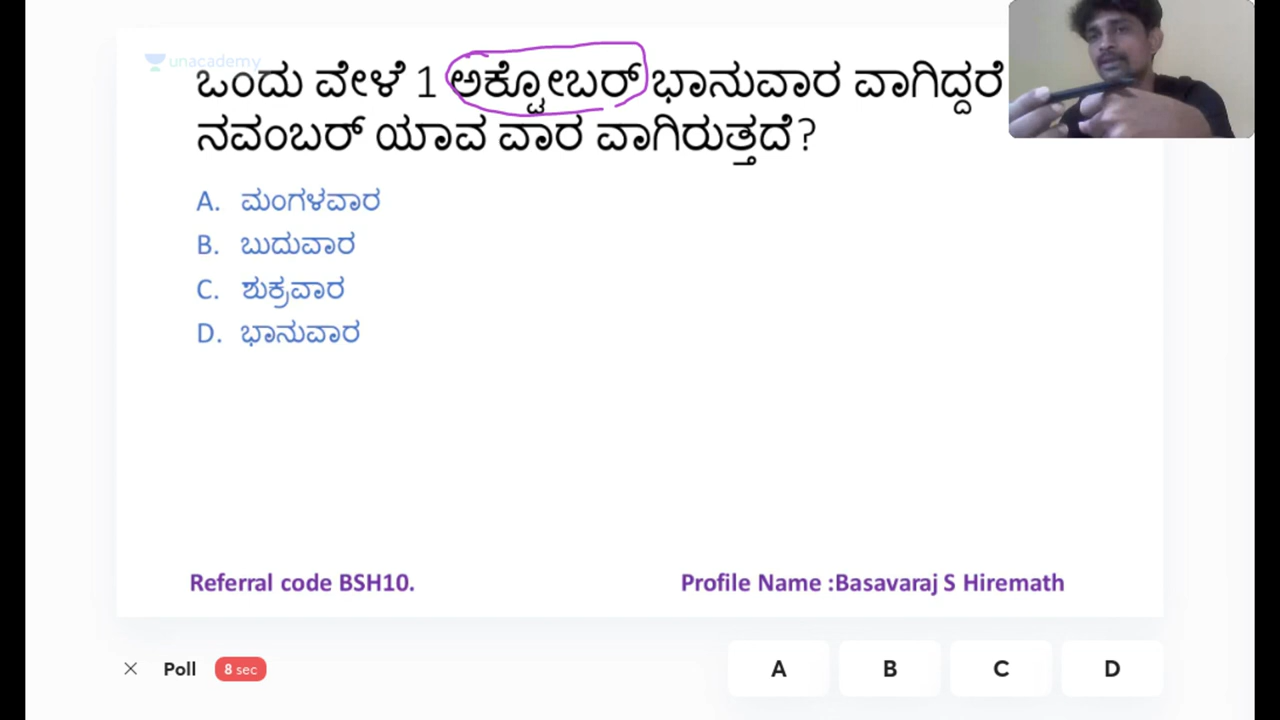 unacademy
ಒಂದು ವೇಳೆ 1 ಅಕ್ಟೋಬರ್ ಭಾನುವಾರ ವಾಗಿದ್ದರೆ
ನವಂಬರ್ ಯಾವ ವಾರ ವಾಗಿರುತ್ತದೆ?
A. ಮಂಗಳವಾರ
B. ಬುದುವಾರ
C. ಶುಕ್ರವಾರ
D. ಭಾನುವಾರ
Referral code BSH10. Profile Name :Basavaraj S Hiremath
Poll 8 sec A B C D